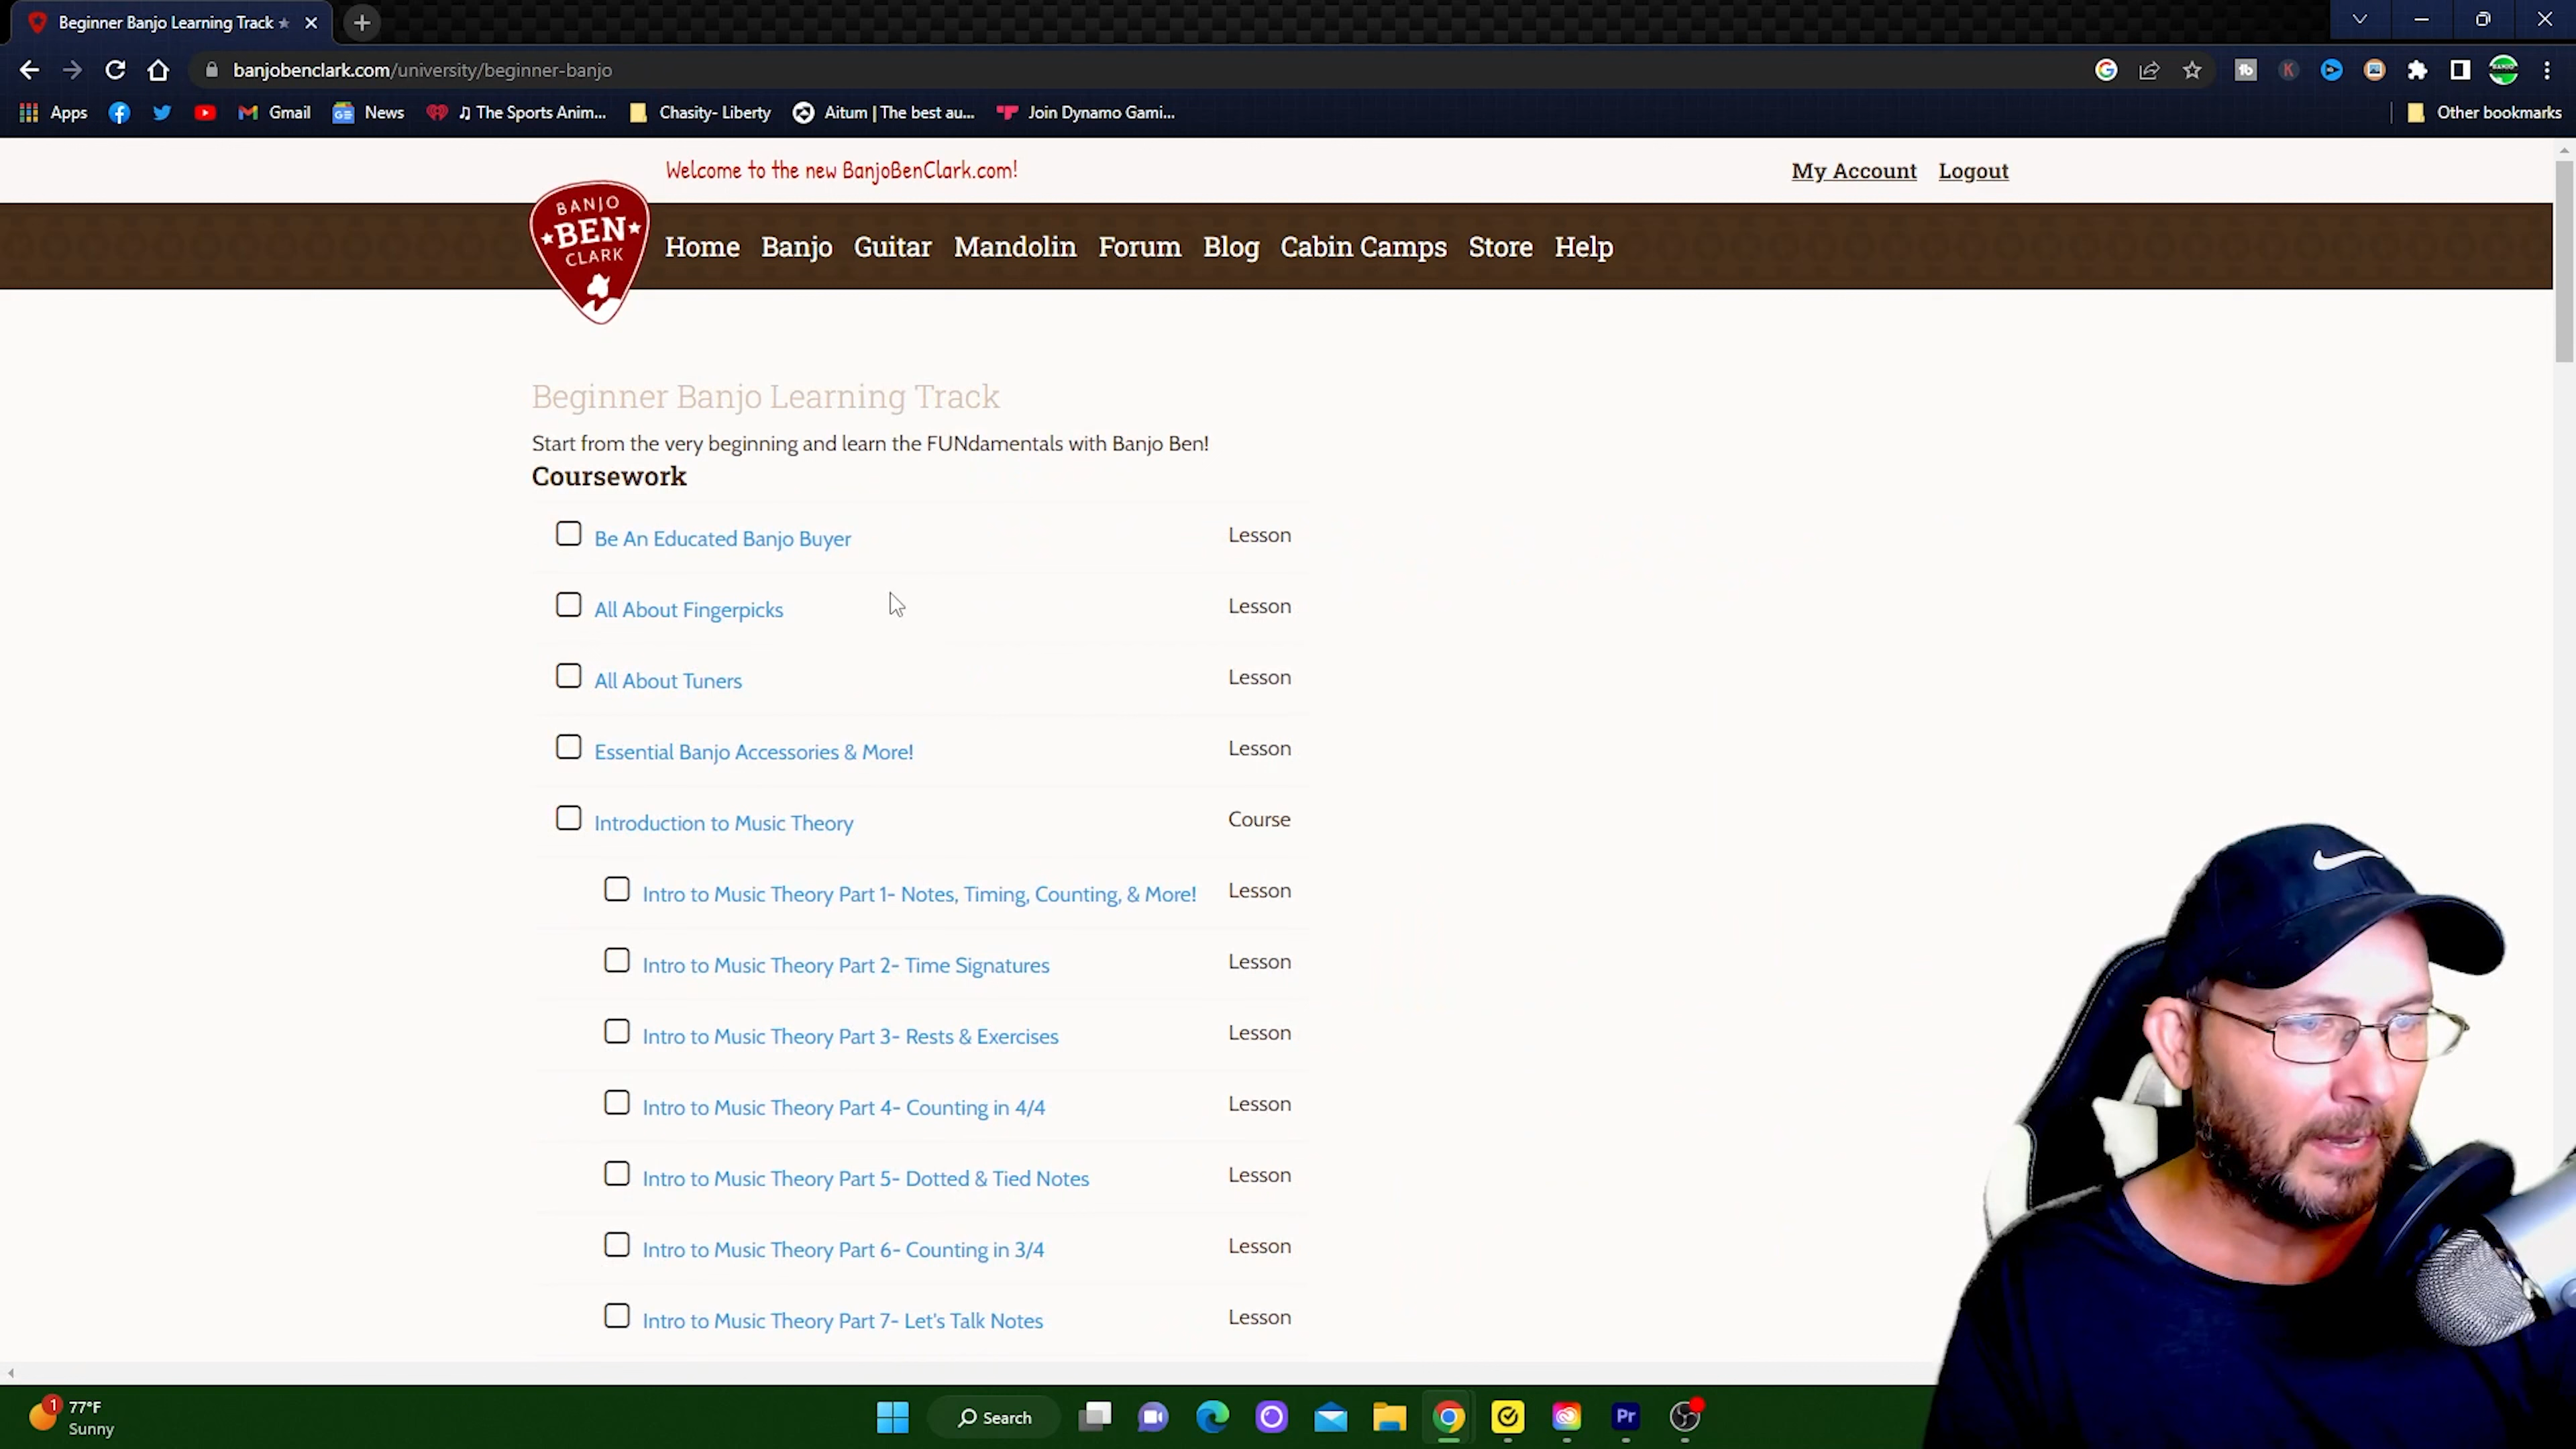 Beginner Banjo Learning Track ★
banjobenclark.com/university/beginner-banjo
Apps Gmail News ♫ The Sports Anim... Chasity- Liberty Aitum | The best au... Join Dynamo Gami... Other bookmarks
Welcome to the new BanjoBenClark.com! My Account Logout
BANJO
BEN
CLARK
Home Banjo Guitar Mandolin Forum Blog Cabin Camps Store Help
Beginner Banjo Learning Track
Start from the very beginning and learn the FUNdamentals with Banjo Ben!
Coursework
Be An Educated Banjo Buyer Lesson
All About Fingerpicks Lesson
All About Tuners Lesson
Essential Banjo Accessories & More! Lesson
Introduction to Music Theory Course
Intro to Music Theory Part 1- Notes, Timing, Counting, & More! Lesson
Intro to Music Theory Part 2- Time Signatures Lesson
Intro to Music Theory Part 3- Rests & Exercises Lesson
Intro to Music Theory Part 4- Counting in 4/4 Lesson
Intro to Music Theory Part 5- Dotted & Tied Notes Lesson
Intro to Music Theory Part 6- Counting in 3/4 Lesson
Intro to Music Theory Part 7- Let's Talk Notes Lesson
1 77°F
Sunny
Search
Pr